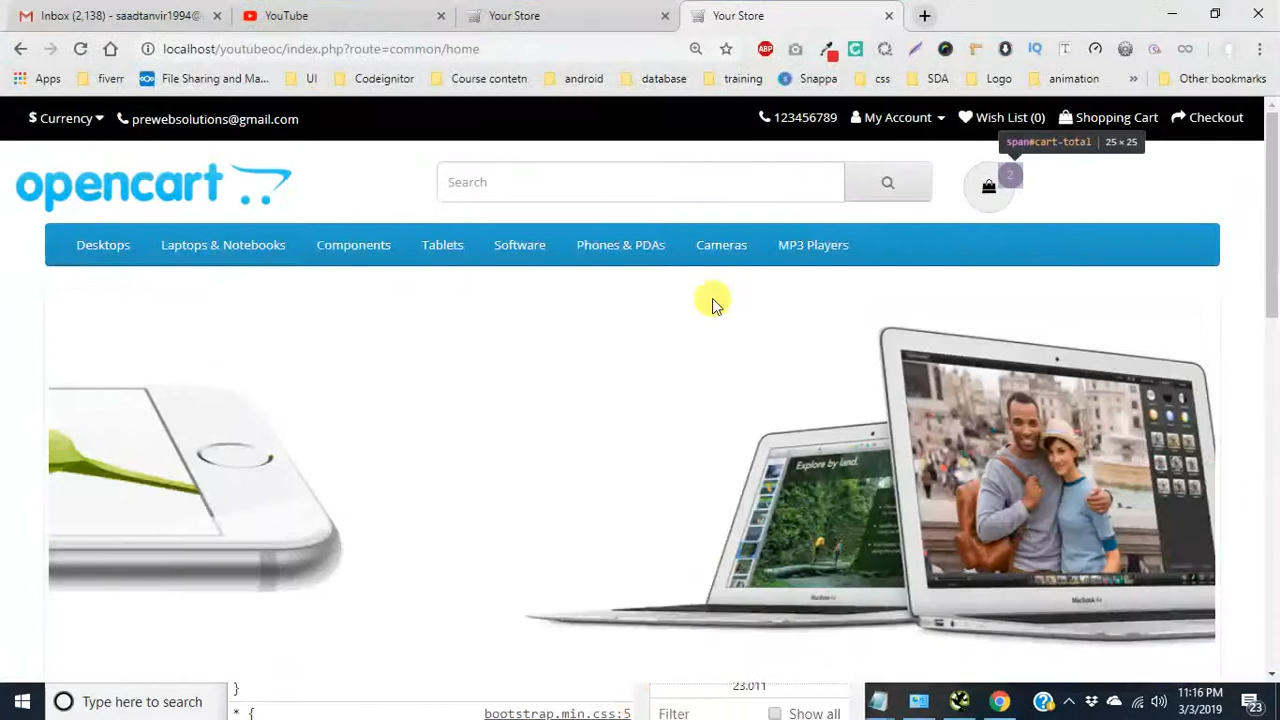 Inbox (2,138) - saadtanvir1994@
YouTube
Your Store
Your Store
localhost/youtubeoc/index.php?route=common/home
ABP
IQ
T
Apps
fiverr
File Sharing and Ma...
UI
Codeignitor
Course contetn
android
database
training
Snappa
css
SDA
Logo
animation
»
Other bookmarks
$ Currency
prewebsolutions@gmail.com
123456789
My Account
Wish List (0)
Shopping Cart
Checkout
span#cart-total | 25 × 25
opencart
Search
2
Desktops
Laptops & Notebooks
Components
Tablets
Software
Phones & PDAs
Cameras
MP3 Players
Explore by land.
MacBook Air
MacBook Air
}
23.011
Type here to search
* {
bootstrap.min.css:5
Filter
Show all
11:16 PM
3/3/2019
23